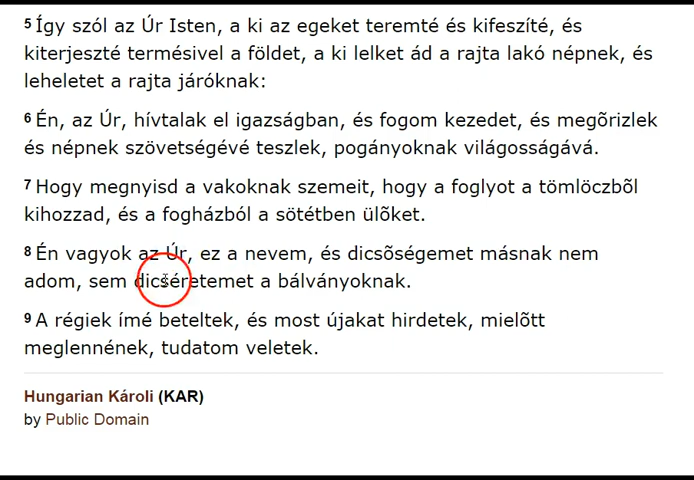 5 Így szól az Úr Isten, a ki az egeket teremté és kifeszíté, és
kiterjeszté termésivel a földet, a ki lelket ád a rajta lakó népnek, és
leheletet a rajta járóknak:
6 Én, az Úr, hívtalak el igazságban, és fogom kezedet, és megõrizlek
és népnek szövetségévé teszlek, pogányoknak világosságává.
7 Hogy megnyisd a vakoknak szemeit, hogy a foglyot a tömlöczbõl
kihozzad, és a fogházból a sötétben ülõket.
8 Én vagyok az Úr, ez a nevem, és dicsõségemet másnak nem
adom, sem dicséretemet a bálványoknak.
9 A régiek ímé beteltek, és most újakat hirdetek, mielõtt
meglennének, tudatom veletek.
Hungarian Károli (KAR)
by Public Domain